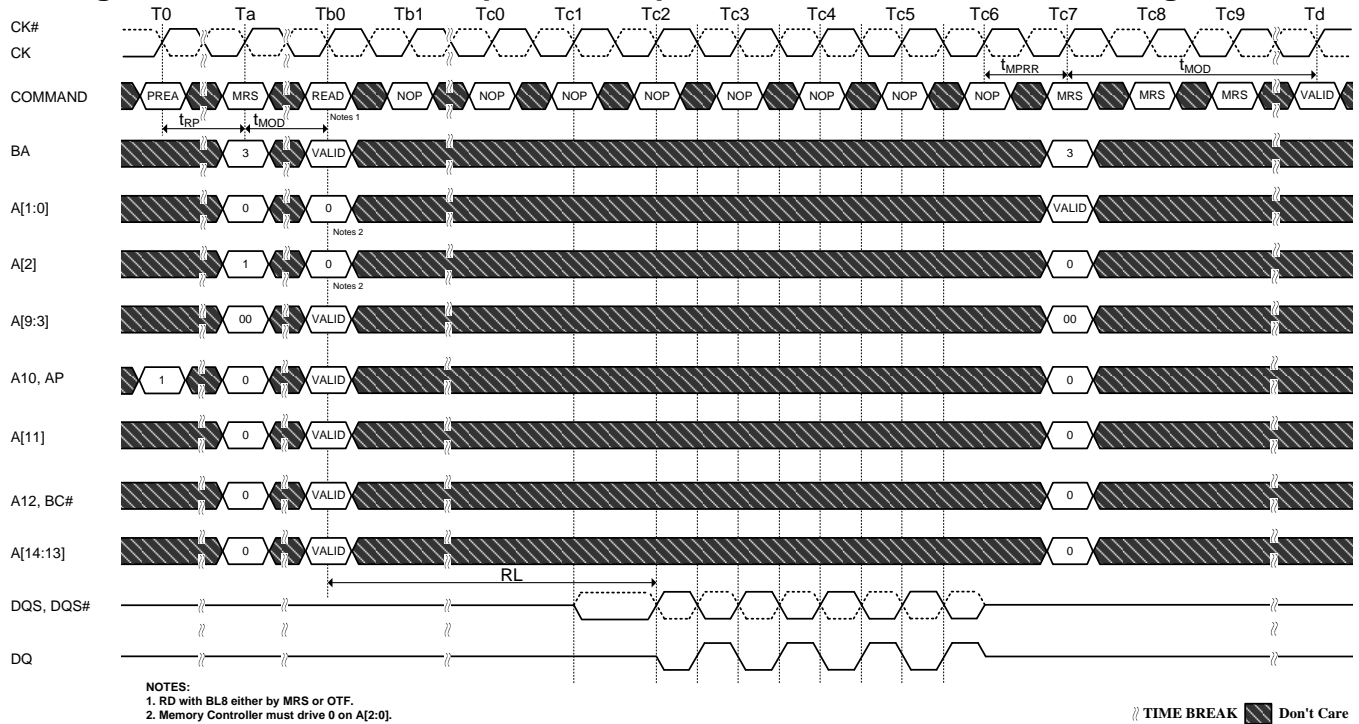 T0 Ta Tb0 Tb1 Tc0 Tc1 Tc2 Tc3 Tc4 Tc5 Tc6 Tc7 Tc8 Tc9 Td
CK#
CK
tMPRR tMOD
COMMAND PREA MRS READ NOP NOP NOP NOP NOP NOP NOP NOP MRS MRS MRS VALID
tRP tMOD Notes 1
BA 3 VALID 3
A[1:0] 0 0 VALID
Notes 2
A[2] 1 0 0
Notes 2
A[9:3] 00 VALID 00
A10, AP 1 0 VALID 0
A[11] 0 VALID 0
A12, BC# 0 VALID 0
A[14:13] 0 VALID 0
RL
DQS, DQS#
DQ
NOTES:
1. RD with BL8 either by MRS or OTF.
2. Memory Controller must drive 0 on A[2:0].
TIME BREAK Don't Care